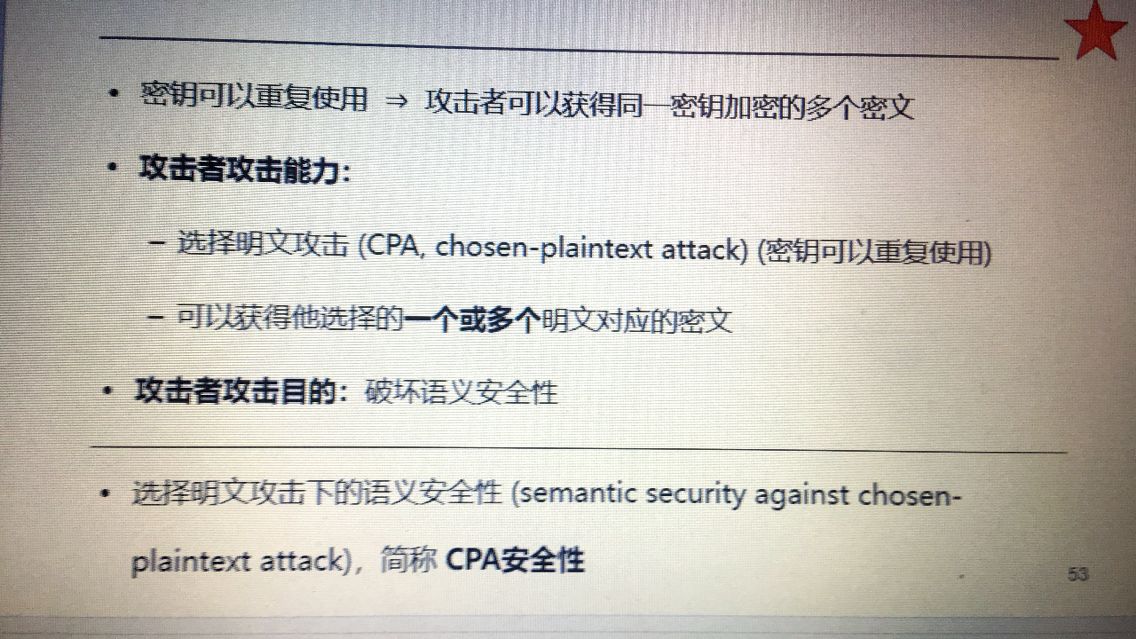 • 密钥可以重复使用 ⇒ 攻击者可以获得同一密钥加密的多个密文
• 攻击者攻击能力：
– 选择明文攻击 (CPA, chosen-plaintext attack) (密钥可以重复使用)
– 可以获得他选择的一个或多个明文对应的密文
• 攻击者攻击目的：破坏语义安全性
• 选择明文攻击下的语义安全性 (semantic security against chosen-
plaintext attack)，简称 CPA安全性
53